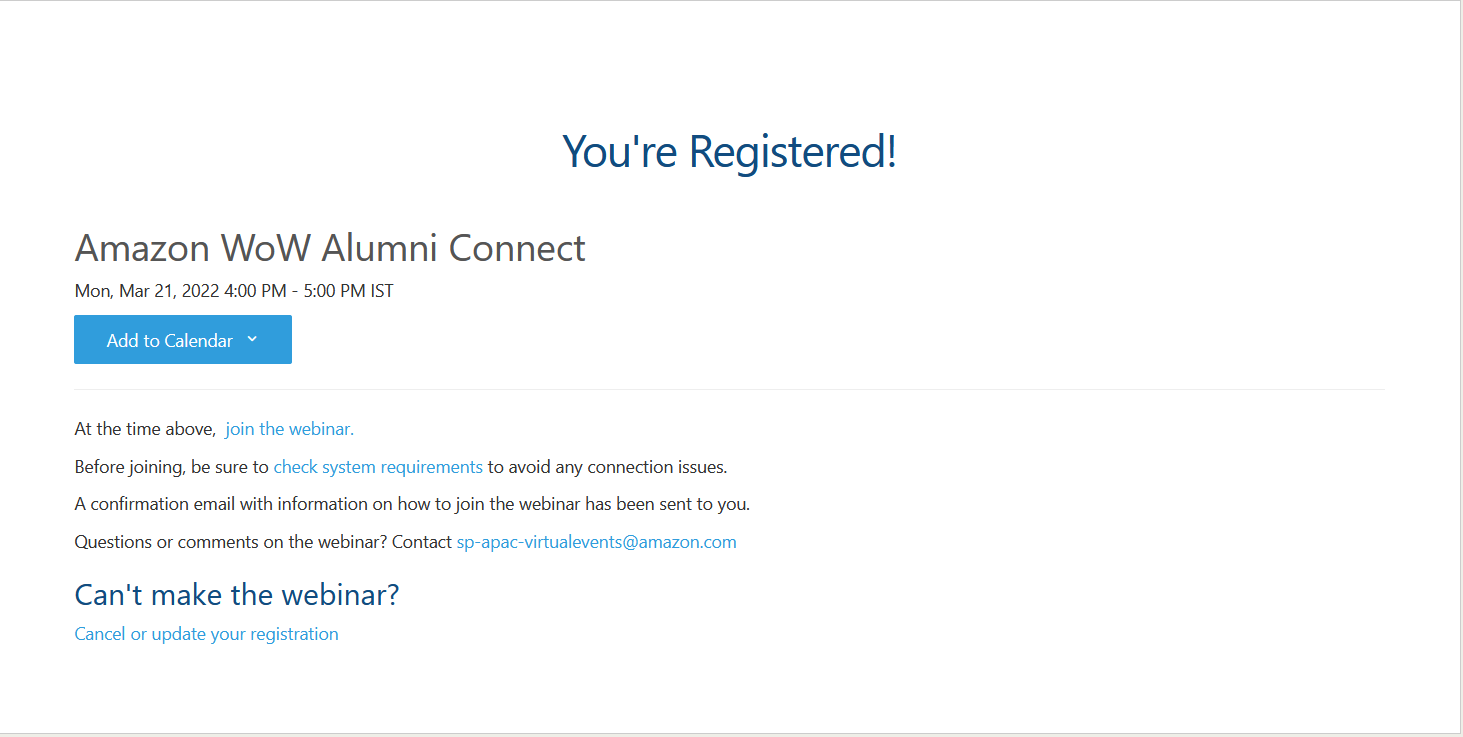 You're Registered!
Amazon WoW Alumni Connect
Mon, Mar 21, 2022 4:00 PM - 5:00 PM IST
Add to Calendar
At the time above, join the webinar.
Before joining, be sure to check system requirements to avoid any connection issues.
A confirmation email with information on how to join the webinar has been sent to you.
Questions or comments on the webinar? Contact sp-apac-virtualevents@amazon.com
Can't make the webinar?
Cancel or update your registration